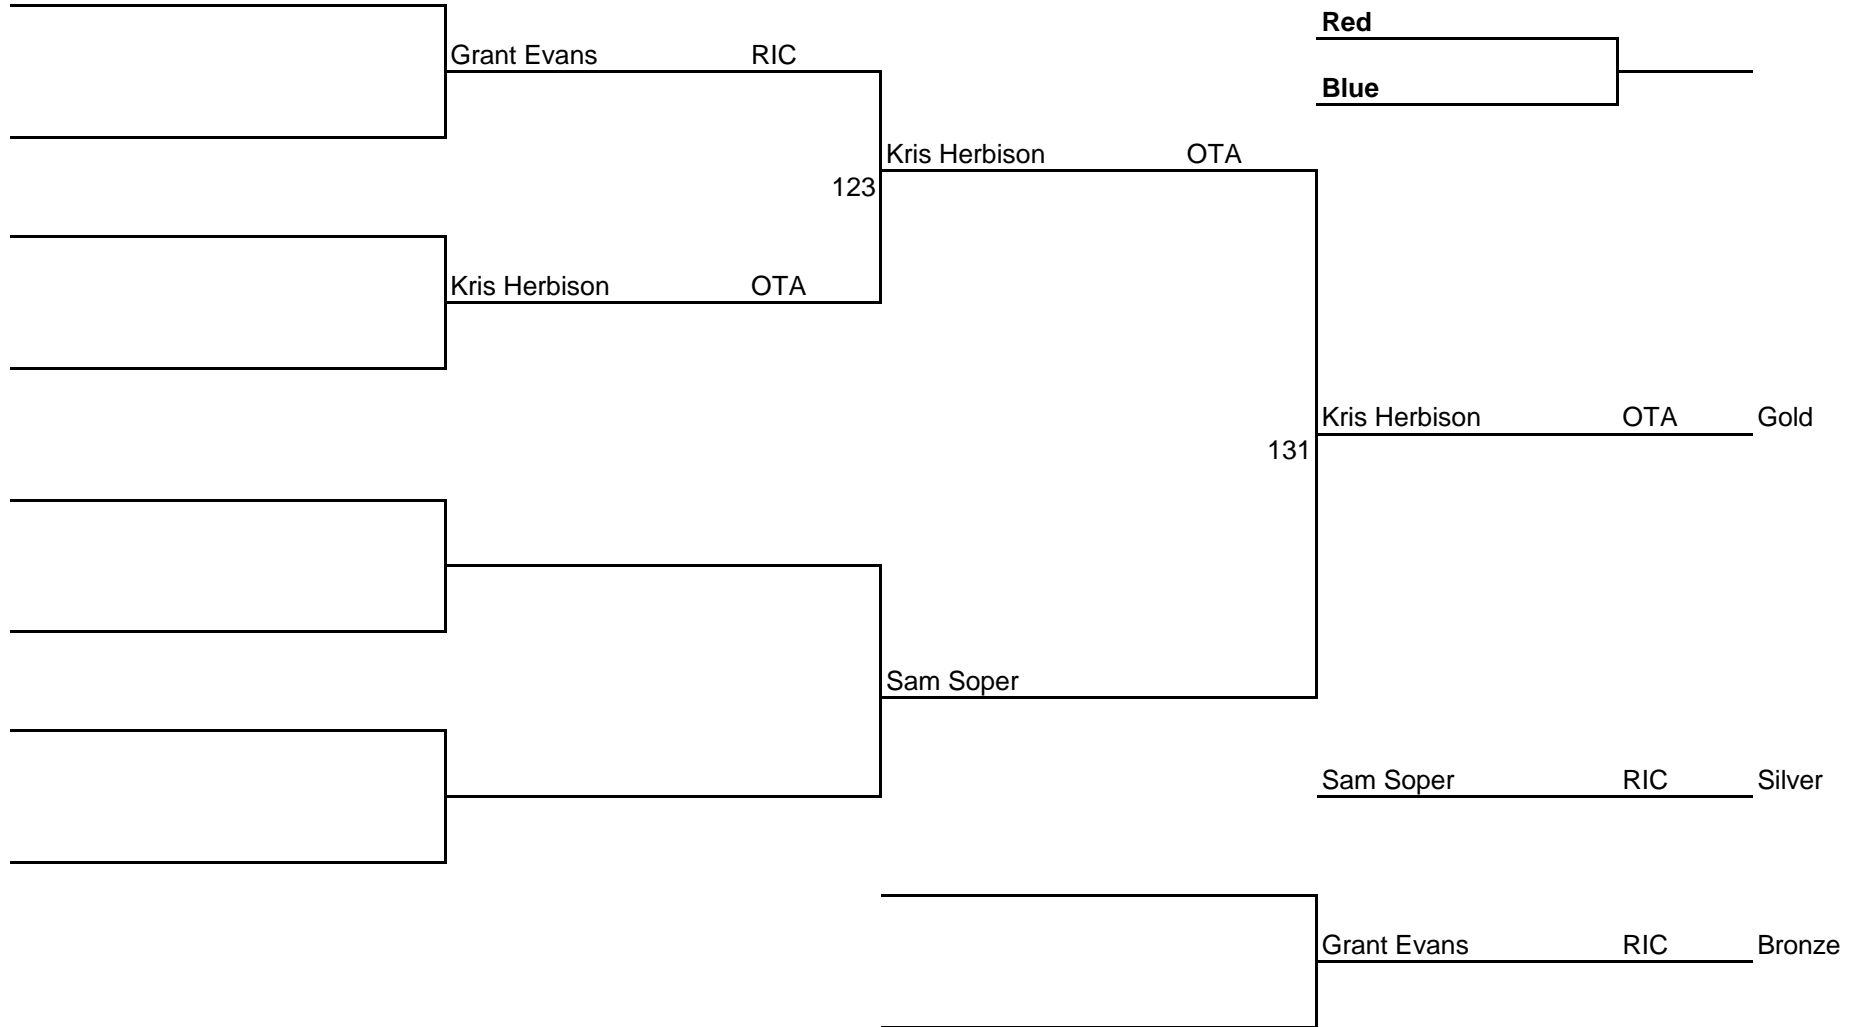 Red
Grant Evans RIC
Blue
Kris Herbison OTA
123
Kris Herbison OTA
Kris Herbison OTA Gold
131
Sam Soper
Sam Soper RIC Silver
Grant Evans RIC Bronze